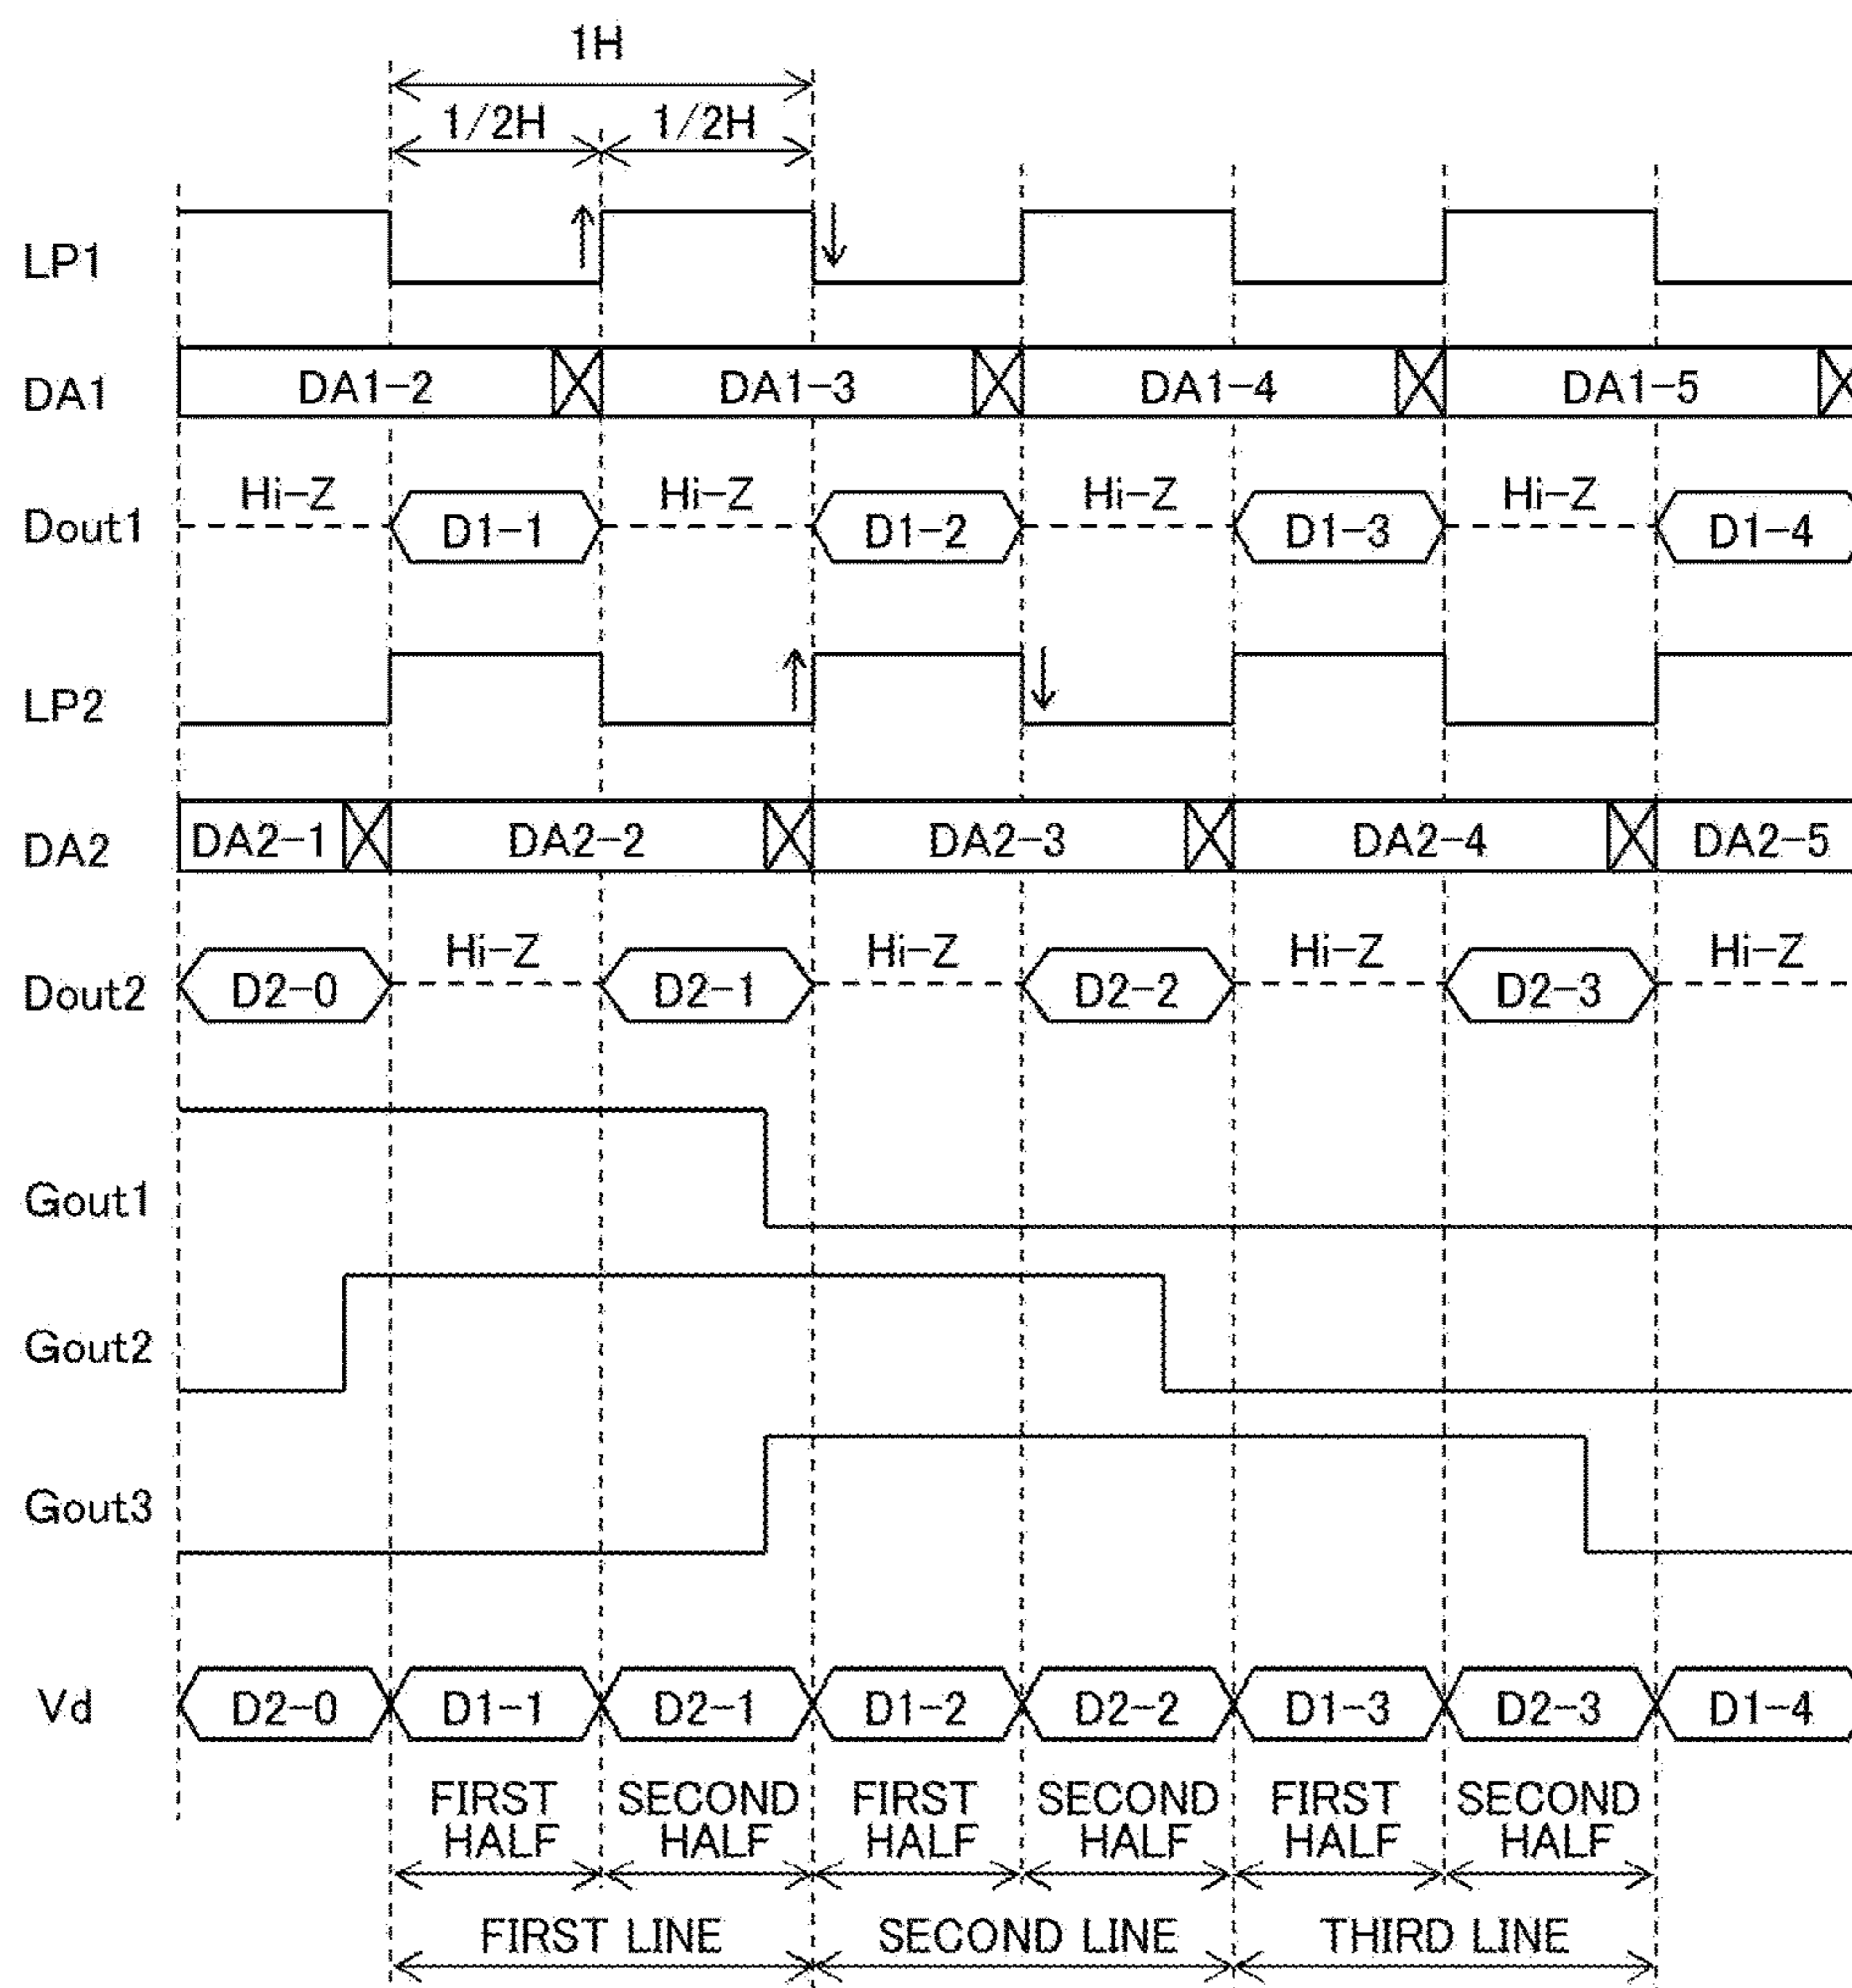 1H
1/2H 1/2H
LP1
DA1 DA1-2 DA1-3 DA1-4 DA1-5
Hi-Z Hi-Z Hi-Z Hi-Z
Dout1 D1-1 D1-2 D1-3 D1-4
LP2
DA2 DA2-1 DA2-2 DA2-3 DA2-4 DA2-5
Hi-Z Hi-Z Hi-Z Hi-Z
Dout2 D2-0 D2-1 D2-2 D2-3
Gout1
Gout2
Gout3
Vd D2-0 D1-1 D2-1 D1-2 D2-2 D1-3 D2-3 D1-4
FIRST SECOND FIRST SECOND FIRST SECOND
HALF HALF HALF HALF HALF HALF
FIRST LINE SECOND LINE THIRD LINE